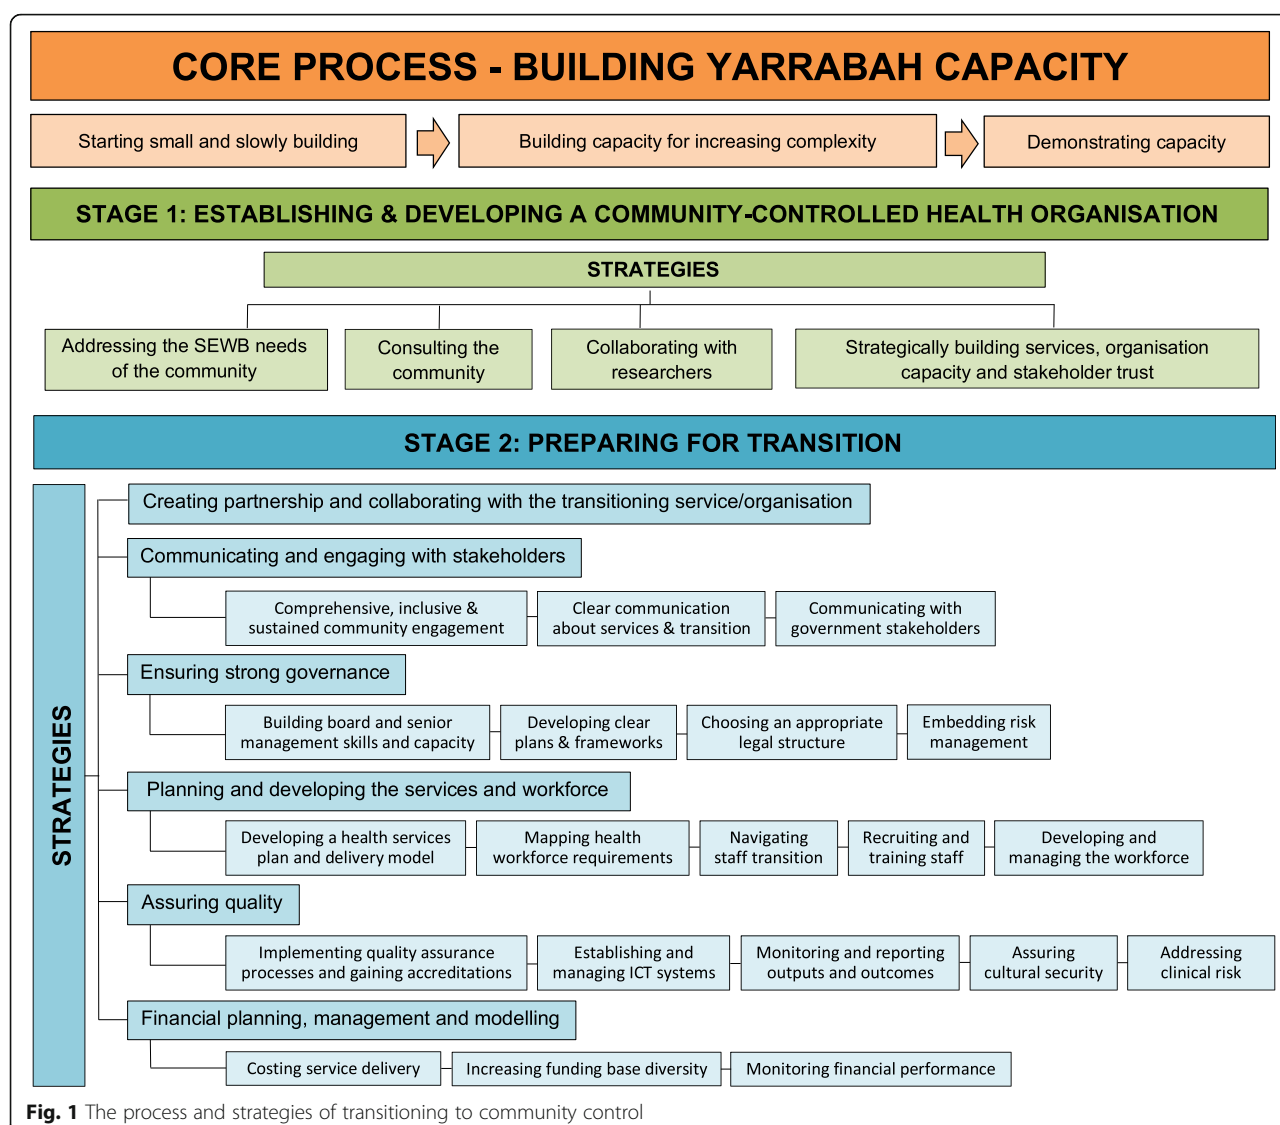 CORE PROCESS - BUILDING YARRABAH CAPACITY
Starting small and slowly building
Building capacity for increasing complexity
Demonstrating capacity
STAGE 1: ESTABLISHING & DEVELOPING A COMMUNITY-CONTROLLED HEALTH ORGANISATION
STRATEGIES
Addressing the SEWB needs
of the community
Consulting the
community
Collaborating with
researchers
Strategically building services, organisation
capacity and stakeholder trust
STAGE 2: PREPARING FOR TRANSITION
STRATEGIES
Creating partnership and collaborating with the transitioning service/organisation
Communicating and engaging with stakeholders
Comprehensive, inclusive &
sustained community engagement
Clear communication
about services & transition
Communicating with
government stakeholders
Ensuring strong governance
Building board and senior
management skills and capacity
Developing clear
plans & frameworks
Choosing an appropriate
legal structure
Embedding risk
management
Planning and developing the services and workforce
Developing a health services
plan and delivery model
Mapping health
workforce requirements
Navigating
staff transition
Recruiting and
training staff
Developing and
managing the workforce
Assuring quality
Implementing quality assurance
processes and gaining accreditations
Establishing and
managing ICT systems
Monitoring and reporting
outputs and outcomes
Assuring
cultural security
Addressing
clinical risk
Financial planning, management and modelling
Costing service delivery
Increasing funding base diversity
Monitoring financial performance
Fig. 1 The process and strategies of transitioning to community control